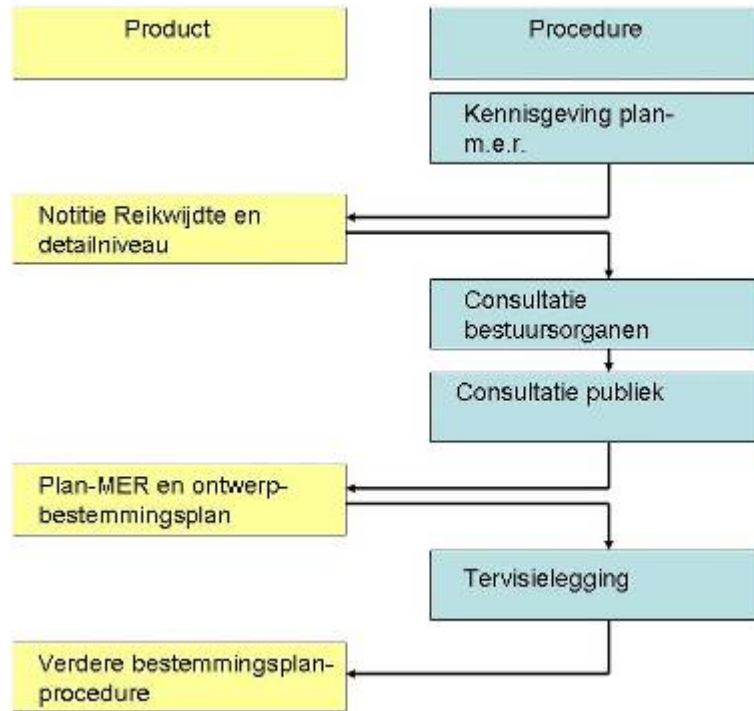 Product
Procedure
Kennisgeving plan-
m.e.r.
Notitie Reikwijdte en
detailniveau
Consultatie
bestuursorganen
Consultatie publiek
Plan-MER en ontwerp-
bestemmingsplan
Tervisielegging
Verdere bestemmingsplan-
procedure